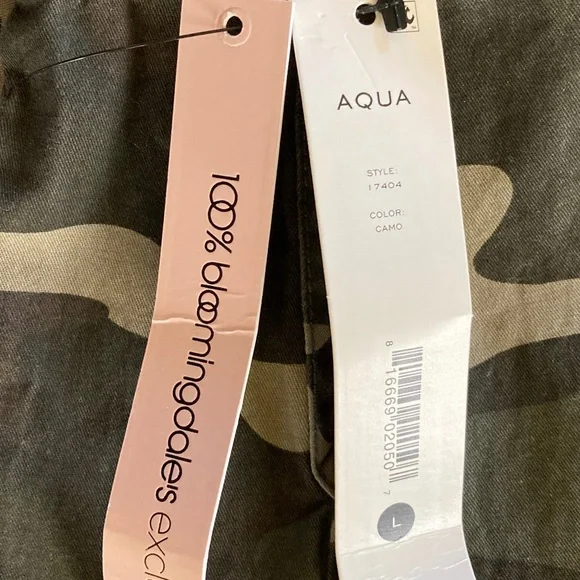 100% bloomingdale's excl
AQUA
STYLE:
17404
COLOR:
CAMO
8 16669 02050 7
L